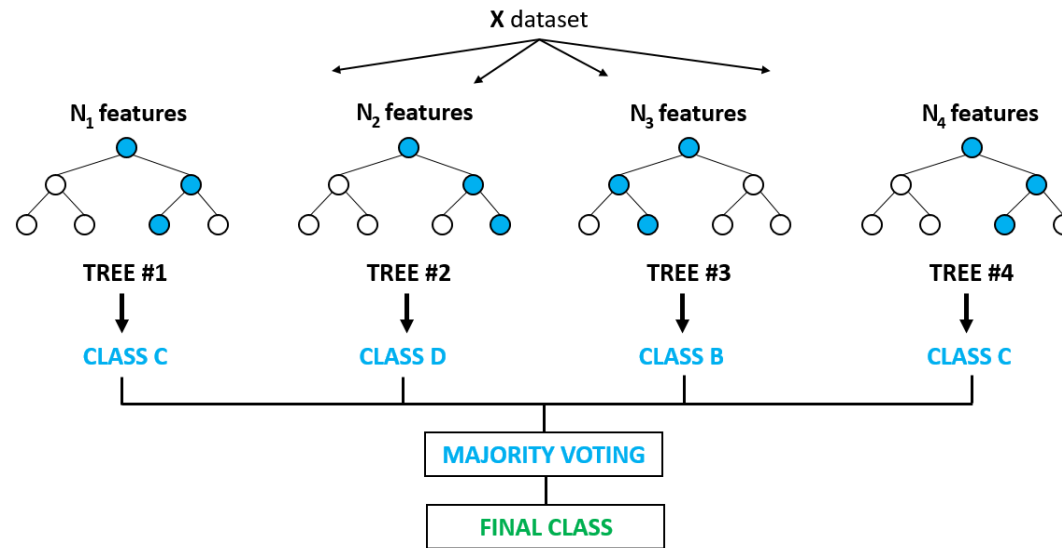 X dataset
N₁ features
N₂ features
N₃ features
N₄ features
TREE #1
TREE #2
TREE #3
TREE #4
CLASS C
CLASS D
CLASS B
CLASS C
MAJORITY VOTING
FINAL CLASS